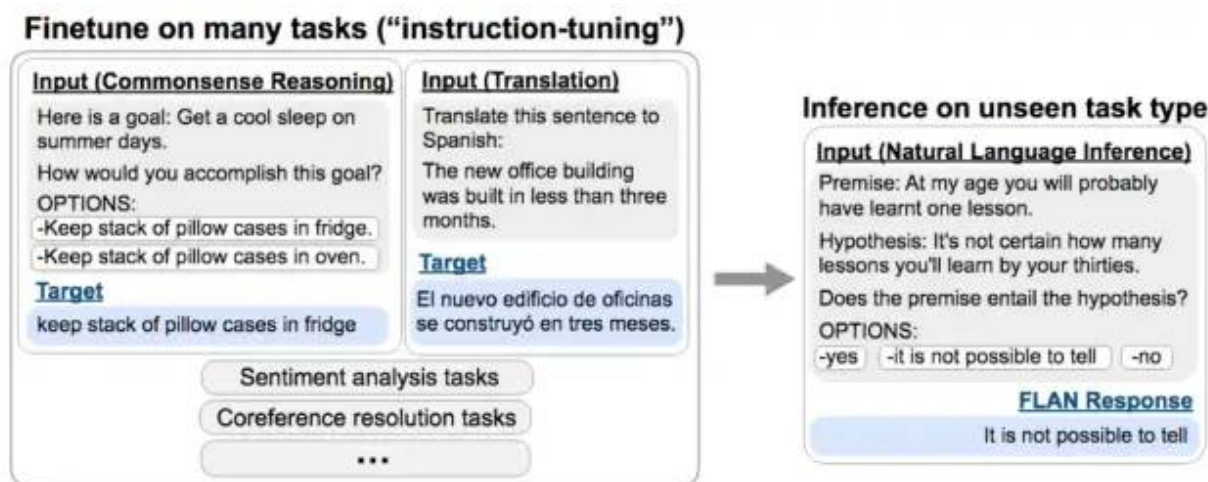 Finetune on many tasks ("instruction-tuning")
Input (Commonsense Reasoning)
Here is a goal: Get a cool sleep on
summer days.
How would you accomplish this goal?
OPTIONS:
-Keep stack of pillow cases in fridge.
-Keep stack of pillow cases in oven.
Target
keep stack of pillow cases in fridge
Input (Translation)
Translate this sentence to
Spanish:
The new office building
was built in less than three
months.
Target
El nuevo edificio de oficinas
se construyó en tres meses.
Sentiment analysis tasks
Coreference resolution tasks
...
Inference on unseen task type
Input (Natural Language Inference)
Premise: At my age you will probably
have learnt one lesson.
Hypothesis: It's not certain how many
lessons you'll learn by your thirties.
Does the premise entail the hypothesis?
OPTIONS:
-yes -it is not possible to tell -no
FLAN Response
It is not possible to tell